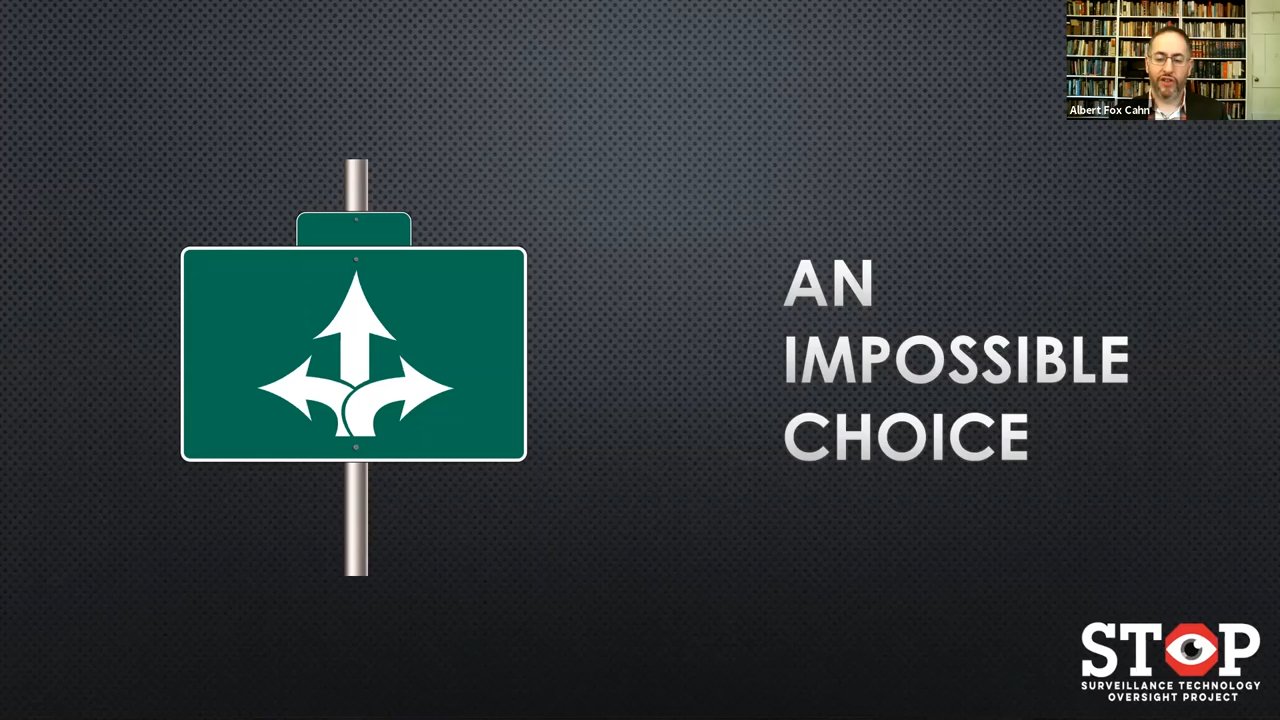 Albert Fox Cahn
AN
IMPOSSIBLE
CHOICE
STOP
SURVEILLANCE TECHNOLOGY
OVERSIGHT PROJECT